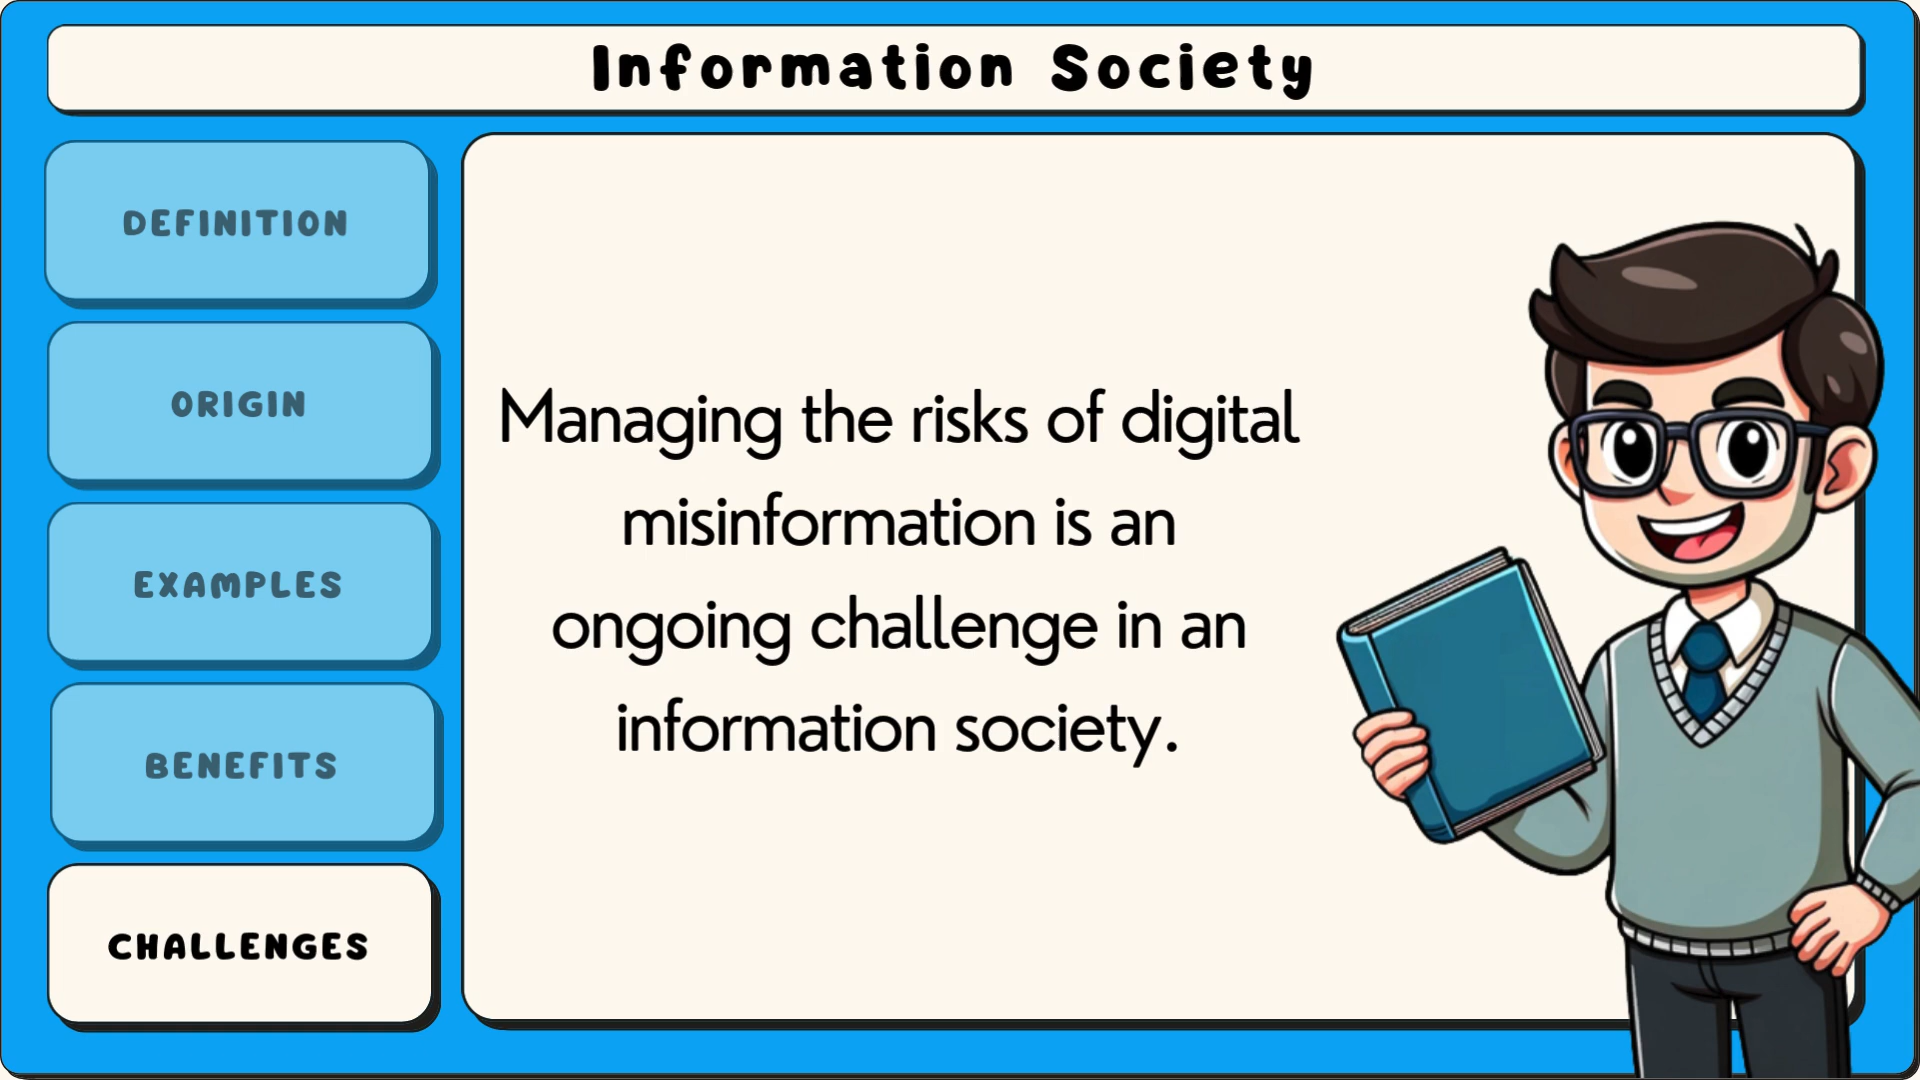 Information Society
DEFINITION
ORIGIN
EXAMPLES
BENEFITS
CHALLENGES
Managing the risks of digital
misinformation is an
ongoing challenge in an
information society.